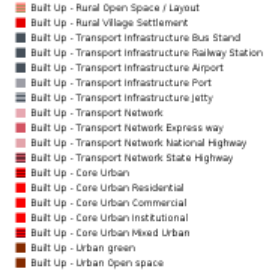 Built Up - Rural Open Space / Layout
Built Up - Rural Village Settlement
Built Up - Transport Infrastructure Bus Stand
Built Up - Transport Infrastructure Railway Station
Built Up - Transport Infrastructure Airport
Built Up - Transport Infrastructure Port
Built Up - Transport Infrastructure Jetty
Built Up - Transport Network
Built Up - Transport Network Express way
Built Up - Transport Network National Highway
Built Up - Transport Network State Highway
Built Up - Core Urban
Built Up - Core Urban Residential
Built Up - Core Urban Commercial
Built Up - Core Urban Institutional
Built Up - Core Urban Mixed Urban
Built Up - Urban green
Built Up - Urban Open space